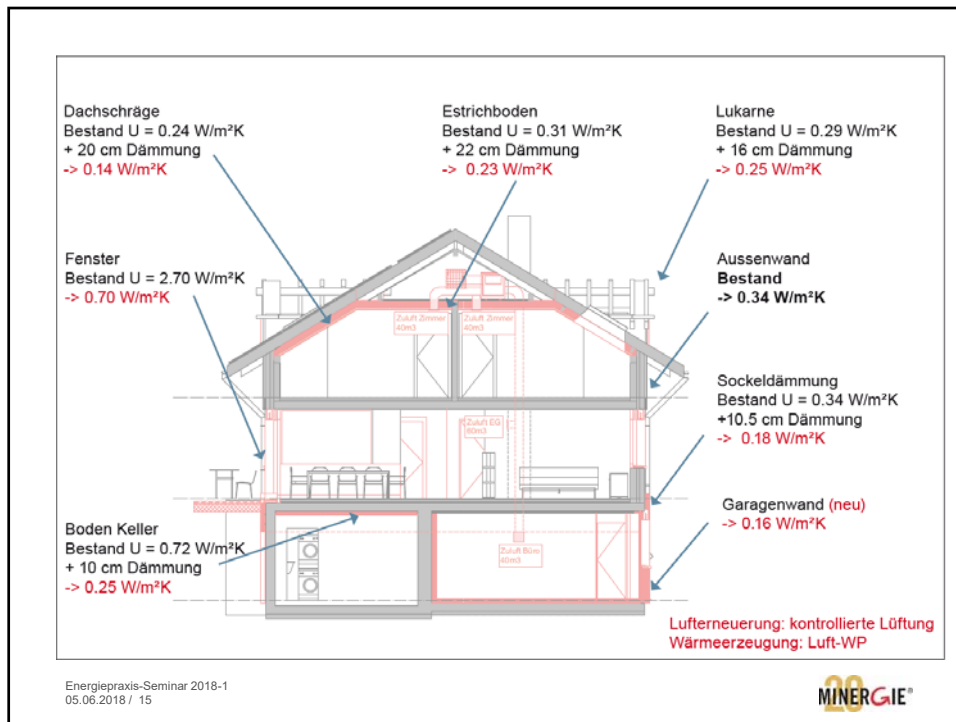 Dachschräge
Bestand U = 0.24 W/m²K
+ 20 cm Dämmung
-> 0.14 W/m²K
Estrichboden
Bestand U = 0.31 W/m²K
+ 22 cm Dämmung
-> 0.23 W/m²K
Lukarne
Bestand U = 0.29 W/m²K
+ 16 cm Dämmung
-> 0.25 W/m²K
Fenster
Bestand U = 2.70 W/m²K
-> 0.70 W/m²K
Aussenwand
Bestand
-> 0.34 W/m²K
Zuluft Zimmer
40m3
Zuluft Zimmer
40m3
Sockeldämmung
Bestand U = 0.34 W/m²K
+10.5 cm Dämmung
-> 0.18 W/m²K
Zuluft EG
60m3
Garagenwand (neu)
-> 0.16 W/m²K
Boden Keller
Bestand U = 0.72 W/m²K
+ 10 cm Dämmung
-> 0.25 W/m²K
Zuluft Büro
40m3
Lufterneuerung: kontrollierte Lüftung
Wärmeerzeugung: Luft-WP
Energiepraxis-Seminar 2018-1
05.06.2018 / 15
20
MINERGIE®